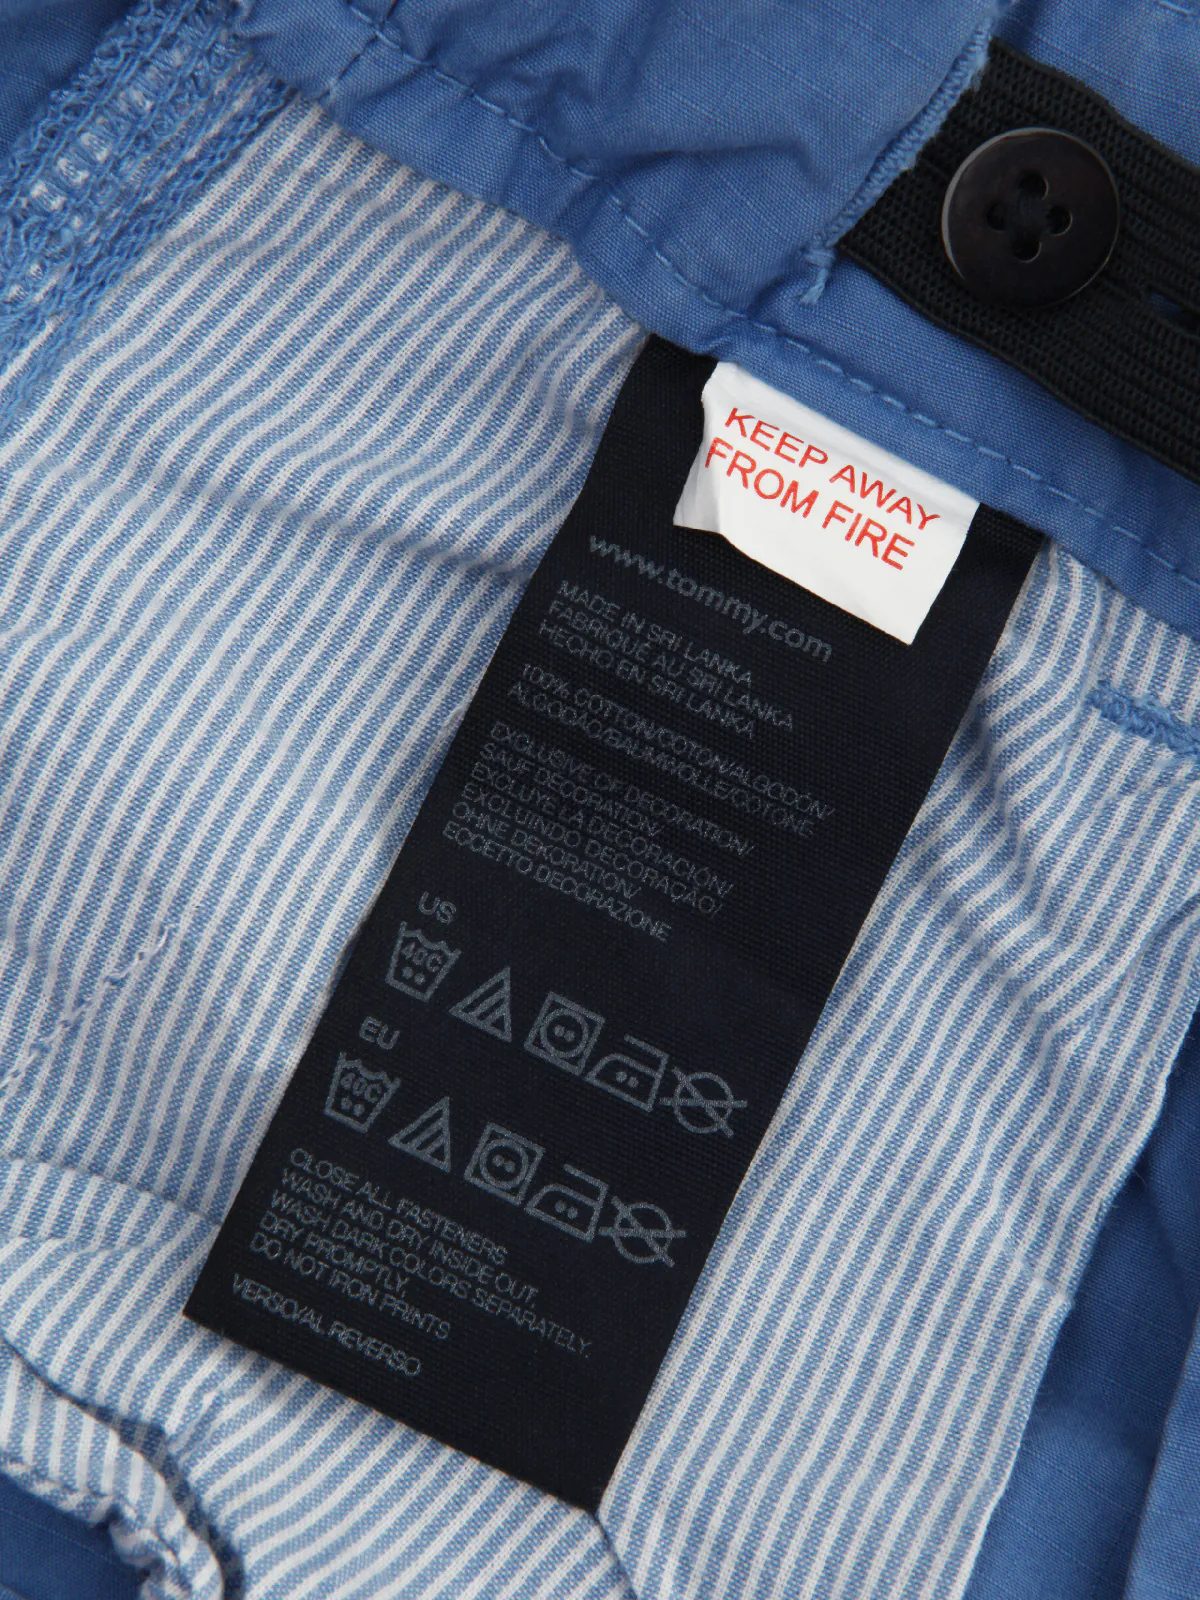 KEEP AWAY
FROM FIRE
www.tommy.com
MADE IN SRI LANKA
FABRIQUÉ AU SRI LANKA
HECHO EN SRI LANKA
100% COTTON/COTON/ALGODÓN/
ALGODÃO/BAUMWOLLE/COTONE
EXCLUSIVE OF DECORATION/
SAUF DÉCORATION/
EXCLUYE LA DECORACIÓN/
EXCLUINDO DECORAÇÃO/
OHNE DEKORATION/
ECCETTO DECORAZIONE
US
40C
EU
40C
CLOSE ALL FASTENERS
WASH AND DRY INSIDE OUT.
WASH DARK COLORS SEPARATELY.
DRY PROMPTLY.
DO NOT IRON PRINTS
VERSO/AL REVERSO